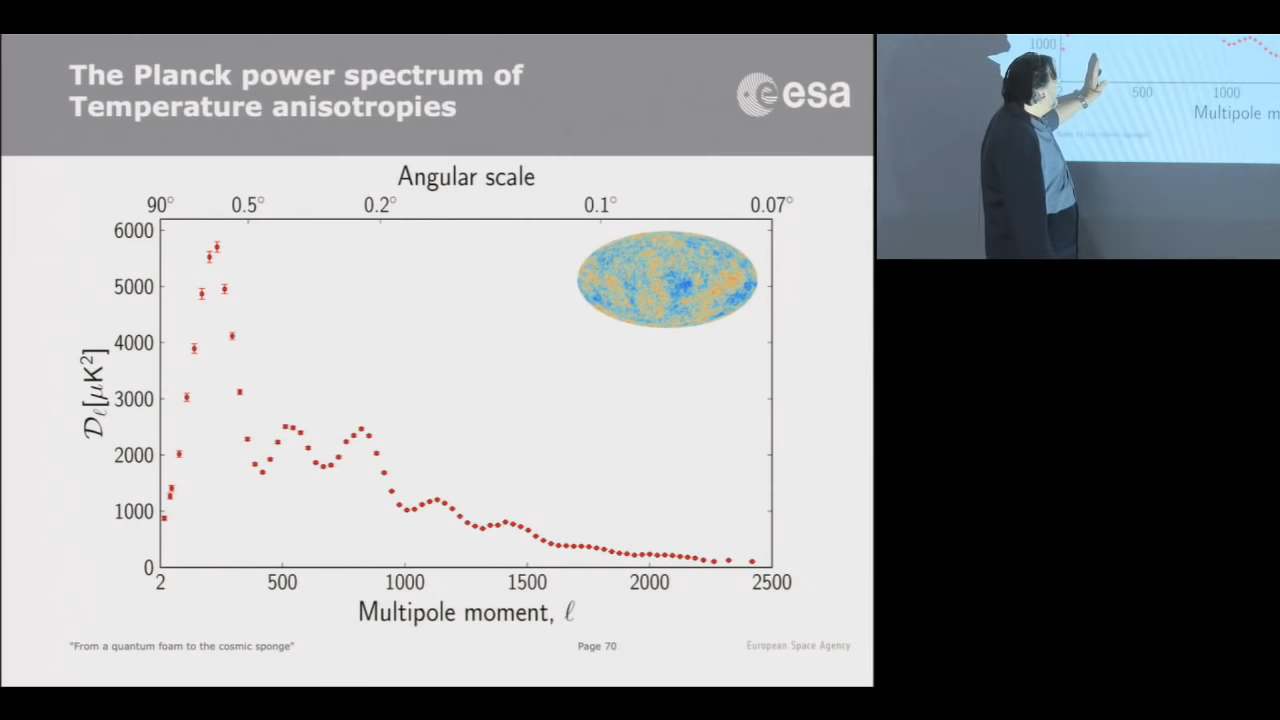 The Planck power spectrum of
Temperature anisotropies
esa
Angular scale
90° 0.5° 0.2° 0.1° 0.07°
6000
5000
4000
3000
2000
1000
0
𝒟ℓ[μK²]
2 500 1000 1500 2000 2500
Multipole moment, ℓ
"From a quantum foam to the cosmic sponge"
Page 70
European Space Agency
1000
500 1000
Multipole m